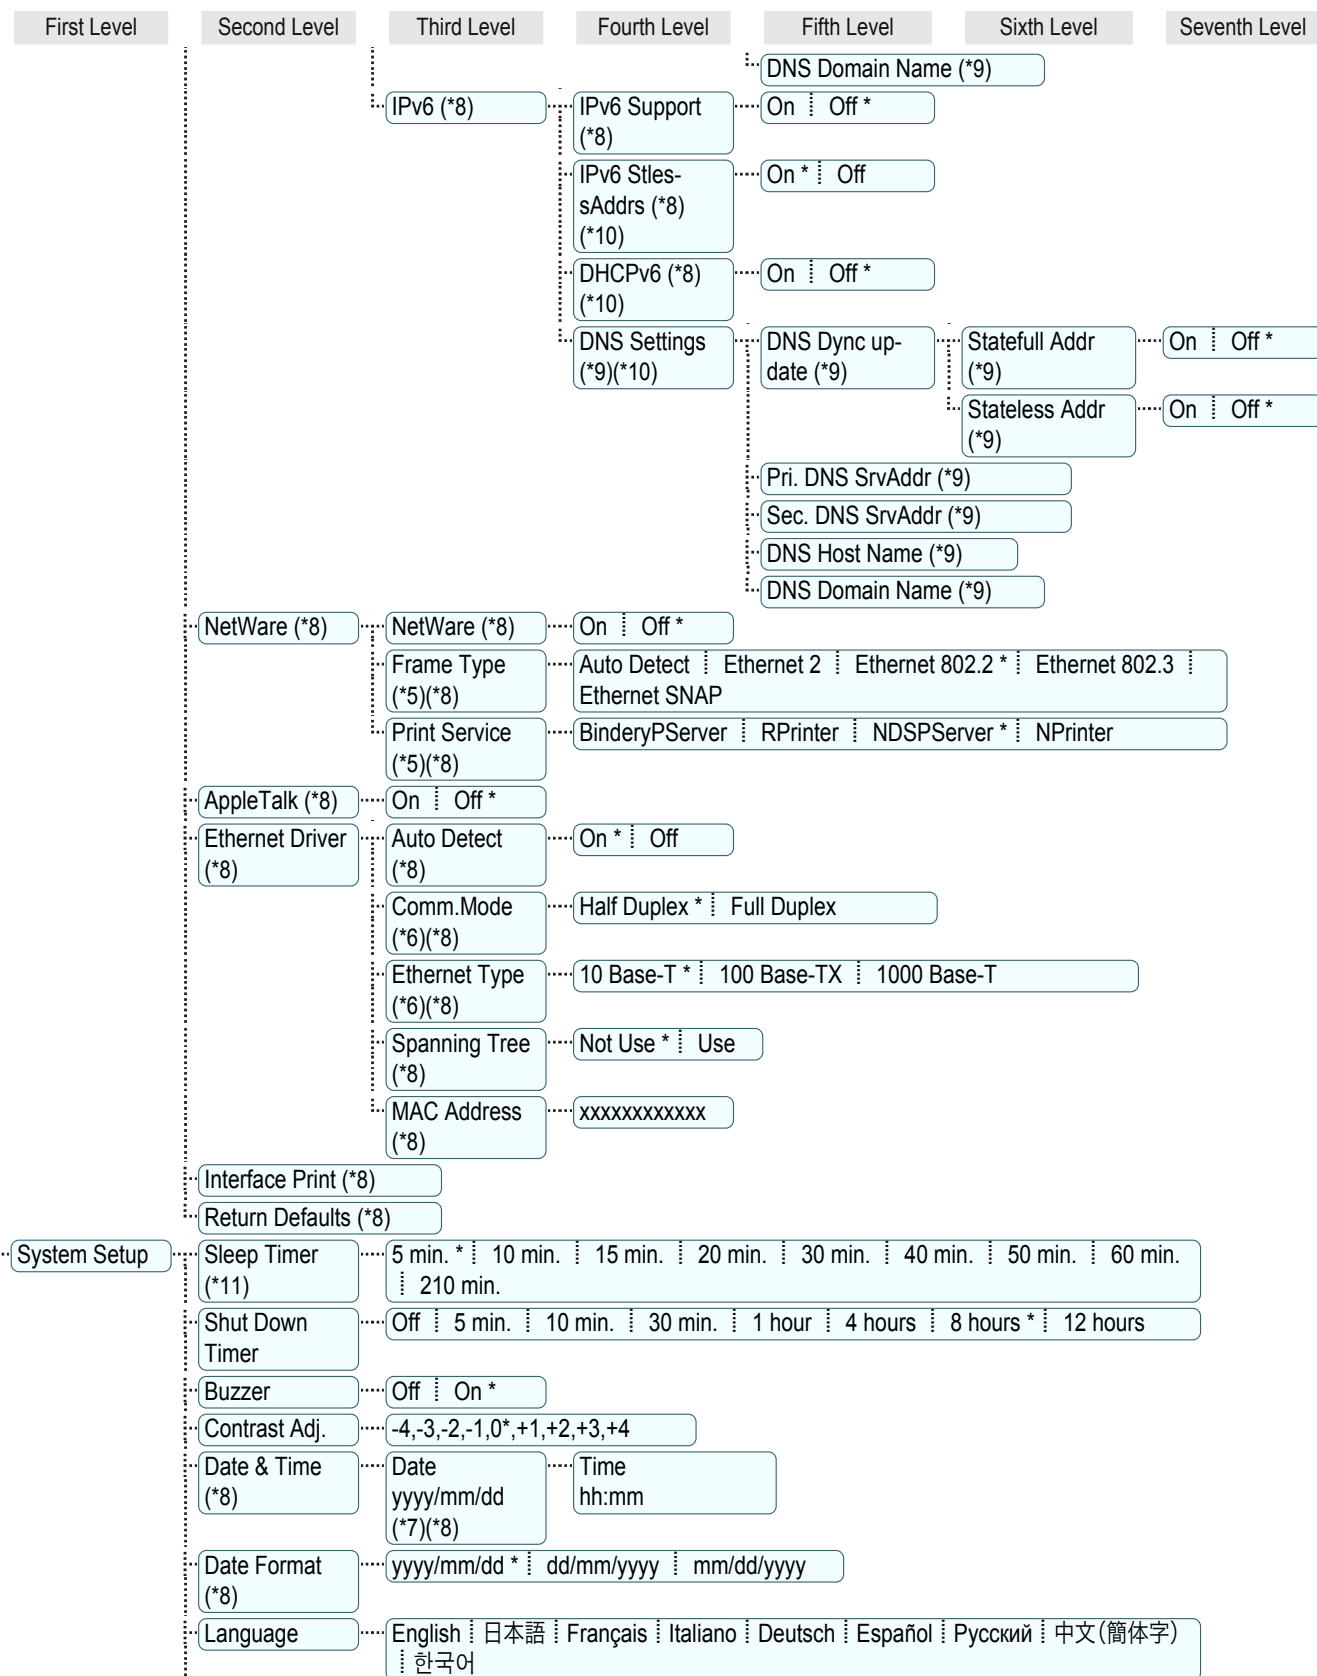 First Level Second Level Third Level Fourth Level Fifth Level Sixth Level Seventh Level
DNS Domain Name (*9)
IPv6 (*8) IPv6 Support On Off *
(*8)
IPv6 Stles- On * Off
sAddrs (*8)
(*10)
DHCPv6 (*8) On Off *
(*10)
DNS Settings DNS Dync up- Statefull Addr On Off *
(*9)(*10) date (*9) (*9)
Stateless Addr On Off *
(*9)
Pri. DNS SrvAddr (*9)
Sec. DNS SrvAddr (*9)
DNS Host Name (*9)
DNS Domain Name (*9)
NetWare (*8) NetWare (*8) On Off *
Frame Type Auto Detect Ethernet 2 Ethernet 802.2 * Ethernet 802.3
(*5)(*8) Ethernet SNAP
Print Service BinderyPServer RPrinter NDSPServer * NPrinter
(*5)(*8)
AppleTalk (*8) On Off *
Ethernet Driver Auto Detect On * Off
(*8) (*8)
Comm.Mode Half Duplex * Full Duplex
(*6)(*8)
Ethernet Type 10 Base-T * 100 Base-TX 1000 Base-T
(*6)(*8)
Spanning Tree Not Use * Use
(*8)
MAC Address xxxxxxxxxxxx
(*8)
Interface Print (*8)
Return Defaults (*8)
System Setup Sleep Timer 5 min. * 10 min. 15 min. 20 min. 30 min. 40 min. 50 min. 60 min.
(*11) 210 min.
Shut Down Off 5 min. 10 min. 30 min. 1 hour 4 hours 8 hours * 12 hours
Timer
Buzzer Off On *
Contrast Adj. -4,-3,-2,-1,0*,+1,+2,+3,+4
Date & Time Date Time
(*8) yyyy/mm/dd hh:mm
(*7)(*8)
Date Format yyyy/mm/dd * dd/mm/yyyy mm/dd/yyyy
(*8)
Language English 日本語 Français Italiano Deutsch Español Русский 中文(簡体字)
한국어